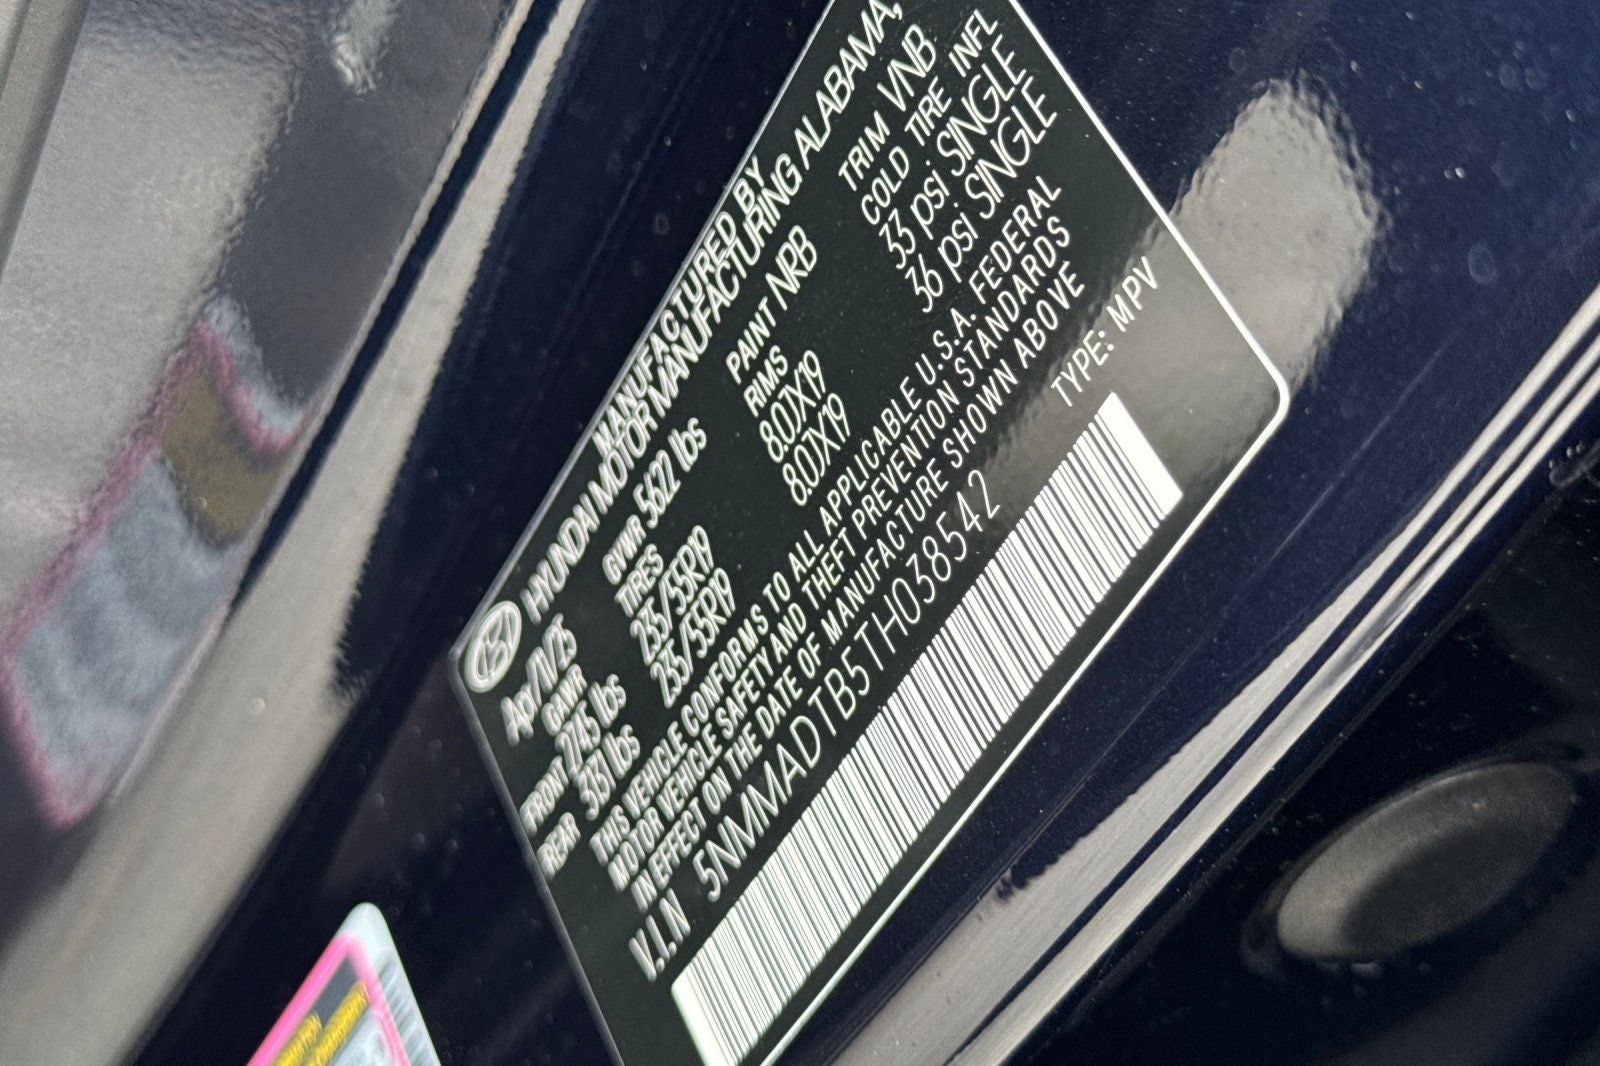 MANUFACTURED BY
HYUNDAI MOTOR MANUFACTURING ALABAMA,
Apr/11/25 GVWR 5622 lbs PAINT NRB TRIM VNB
GAWR TIRES RIMS COLD TIRE INFL
FRONT 2745 lbs 235/55R19 8.0JX19 33 psi SINGLE
REAR 3131 lbs 235/55R19 8.0JX19 36 psi SINGLE
THIS VEHICLE CONFORMS TO ALL APPLICABLE U.S.A. FEDERAL
MOTOR VEHICLE SAFETY AND THEFT PREVENTION STANDARDS
IN EFFECT ON THE DATE OF MANUFACTURE SHOWN ABOVE
V.I.N 5NMMADTB5TH038542 TYPE: MPV